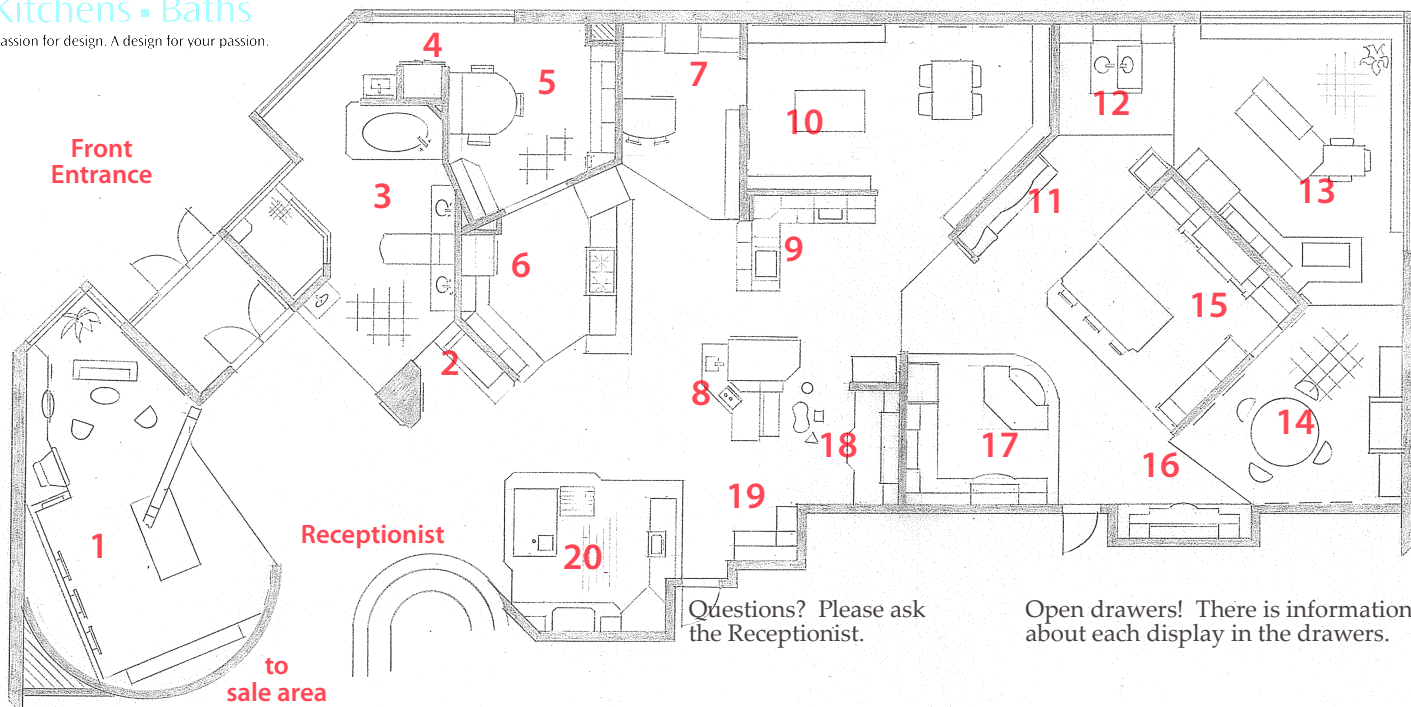 Kitchens ▪ Baths
assion for design. A design for your passion.
Front
Entrance
4
5
7
10
12
13
3
11
6
9
15
2
8
14
18
17
16
19
1
Receptionist
20
Questions? Please ask
the Receptionist.
Open drawers! There is information
about each display in the drawers.
to
sale area